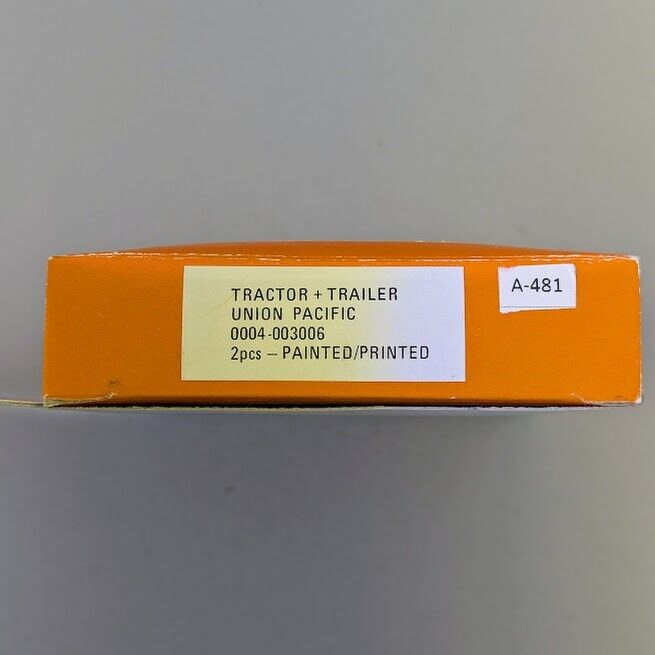 TRACTOR + TRAILER
UNION PACIFIC
0004-003006
2pcs – PAINTED/PRINTED
A-481